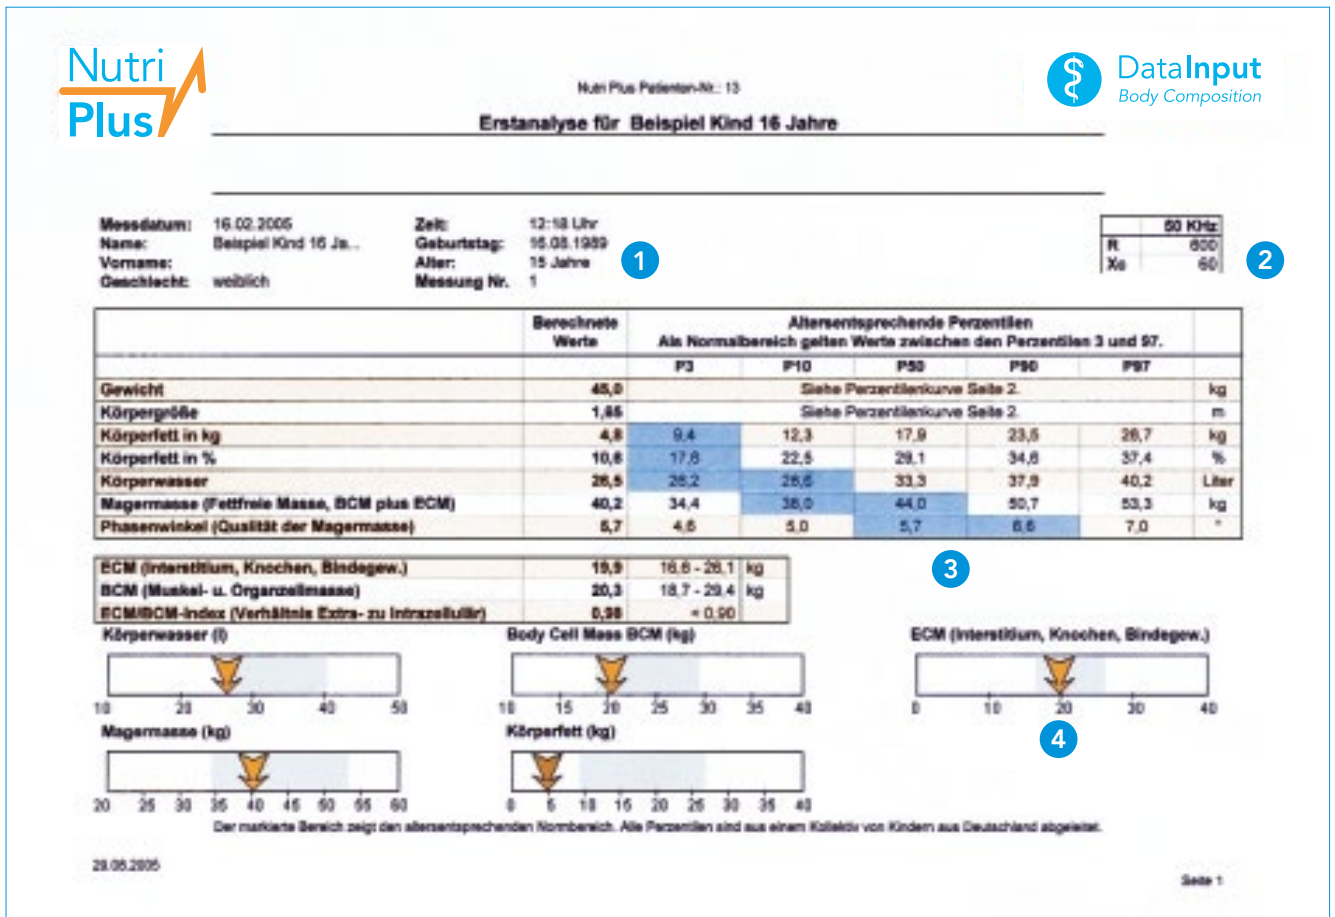 Nutri
Plus
DataInput
Body Composition
Nutri Plus Patienten-Nr.: 13
Erstanalyse für Beispiel Kind 16 Jahre
Messdatum: 16.02.2005 Zeit: 12:18 Uhr
Name: Beispiel Kind 16 Ja... Geburtstag: 16.08.1989
Vorname: Alter: 15 Jahre
Geschlecht: weiblich Messung Nr. 1
1
50 KHz
R 600
Xc 60
2
Berechnete Werte Altersentsprechende Perzentilen
Als Normalbereich gelten Werte zwischen den Perzentilen 3 und 97.
P3 P10 P50 P90 P97
Gewicht 45,0 Siehe Perzentilenkurve Seite 2. kg
Körpergröße 1,65 Siehe Perzentilenkurve Seite 2. m
Körperfett in kg 4,8 9,4 12,3 17,9 23,5 26,7 kg
Körperfett in % 10,6 17,6 22,5 29,1 34,6 37,4 %
Körperwasser 26,5 26,2 28,6 33,3 37,9 40,2 Liter
Magermasse (Fettfreie Masse, BCM plus ECM) 40,2 34,4 38,0 44,0 50,7 53,3 kg
Phasenwinkel (Qualität der Magermasse) 5,7 4,6 5,0 5,7 6,6 7,0 °
ECM (Interstitium, Knochen, Bindegew.) 19,9 16,6 - 26,1 kg
BCM (Muskel- u. Organzellmasse) 20,3 18,7 - 29,4 kg
ECM/BCM-Index (Verhältnis Extra- zu Intrazellulär) 0,98 < 0,90
3
Körperwasser (l) Body Cell Mass BCM (kg) ECM (Interstitium, Knochen, Bindegew.)
10 20 30 40 50 10 15 20 25 30 35 40 0 10 20 30 40
4
Magermasse (kg) Körperfett (kg)
20 25 30 35 40 45 50 55 60 0 5 10 15 20 25 30 35 40
Der markierte Bereich zeigt den altersentsprechenden Normbereich. Alle Perzentilen sind aus einem Kollektiv von Kindern aus Deutschland abgeleitet.
29.08.2005
Seite 1